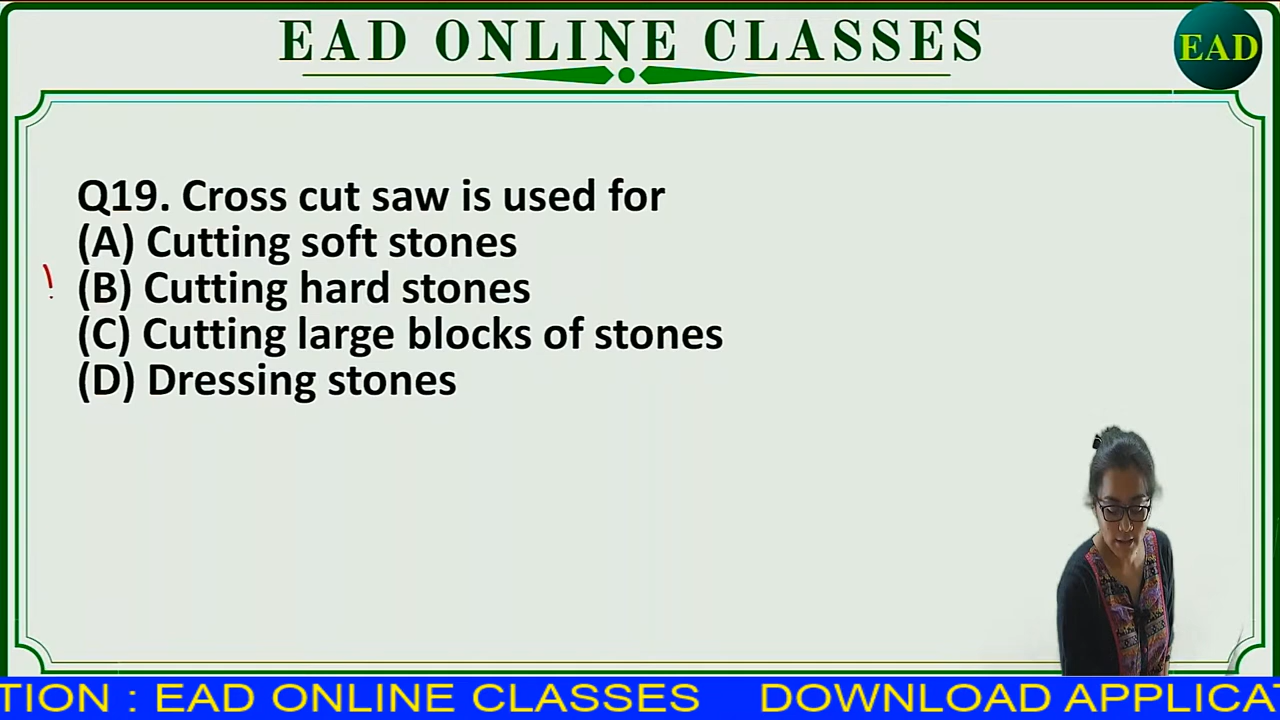 EAD ONLINE CLASSES
EAD
Q19. Cross cut saw is used for
(A) Cutting soft stones
(B) Cutting hard stones
(C) Cutting large blocks of stones
(D) Dressing stones
TION : EAD ONLINE CLASSES DOWNLOAD APPLICAT